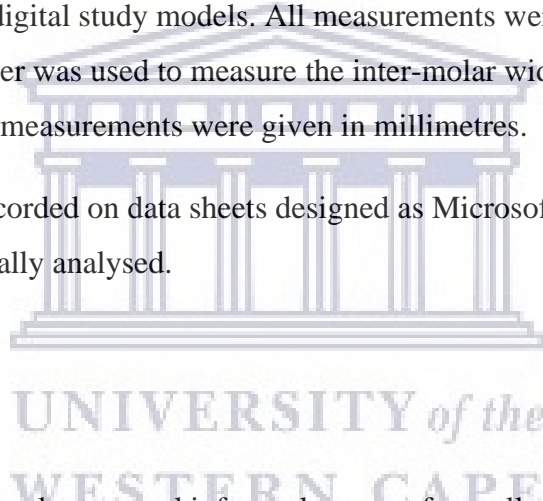 digital study models. All measurements wer
er was used to measure the inter-molar wid
measurements were given in millimetres.
corded on data sheets designed as Microsof
ally analysed.
UNIVERSITY of the
WESTERN CAPE